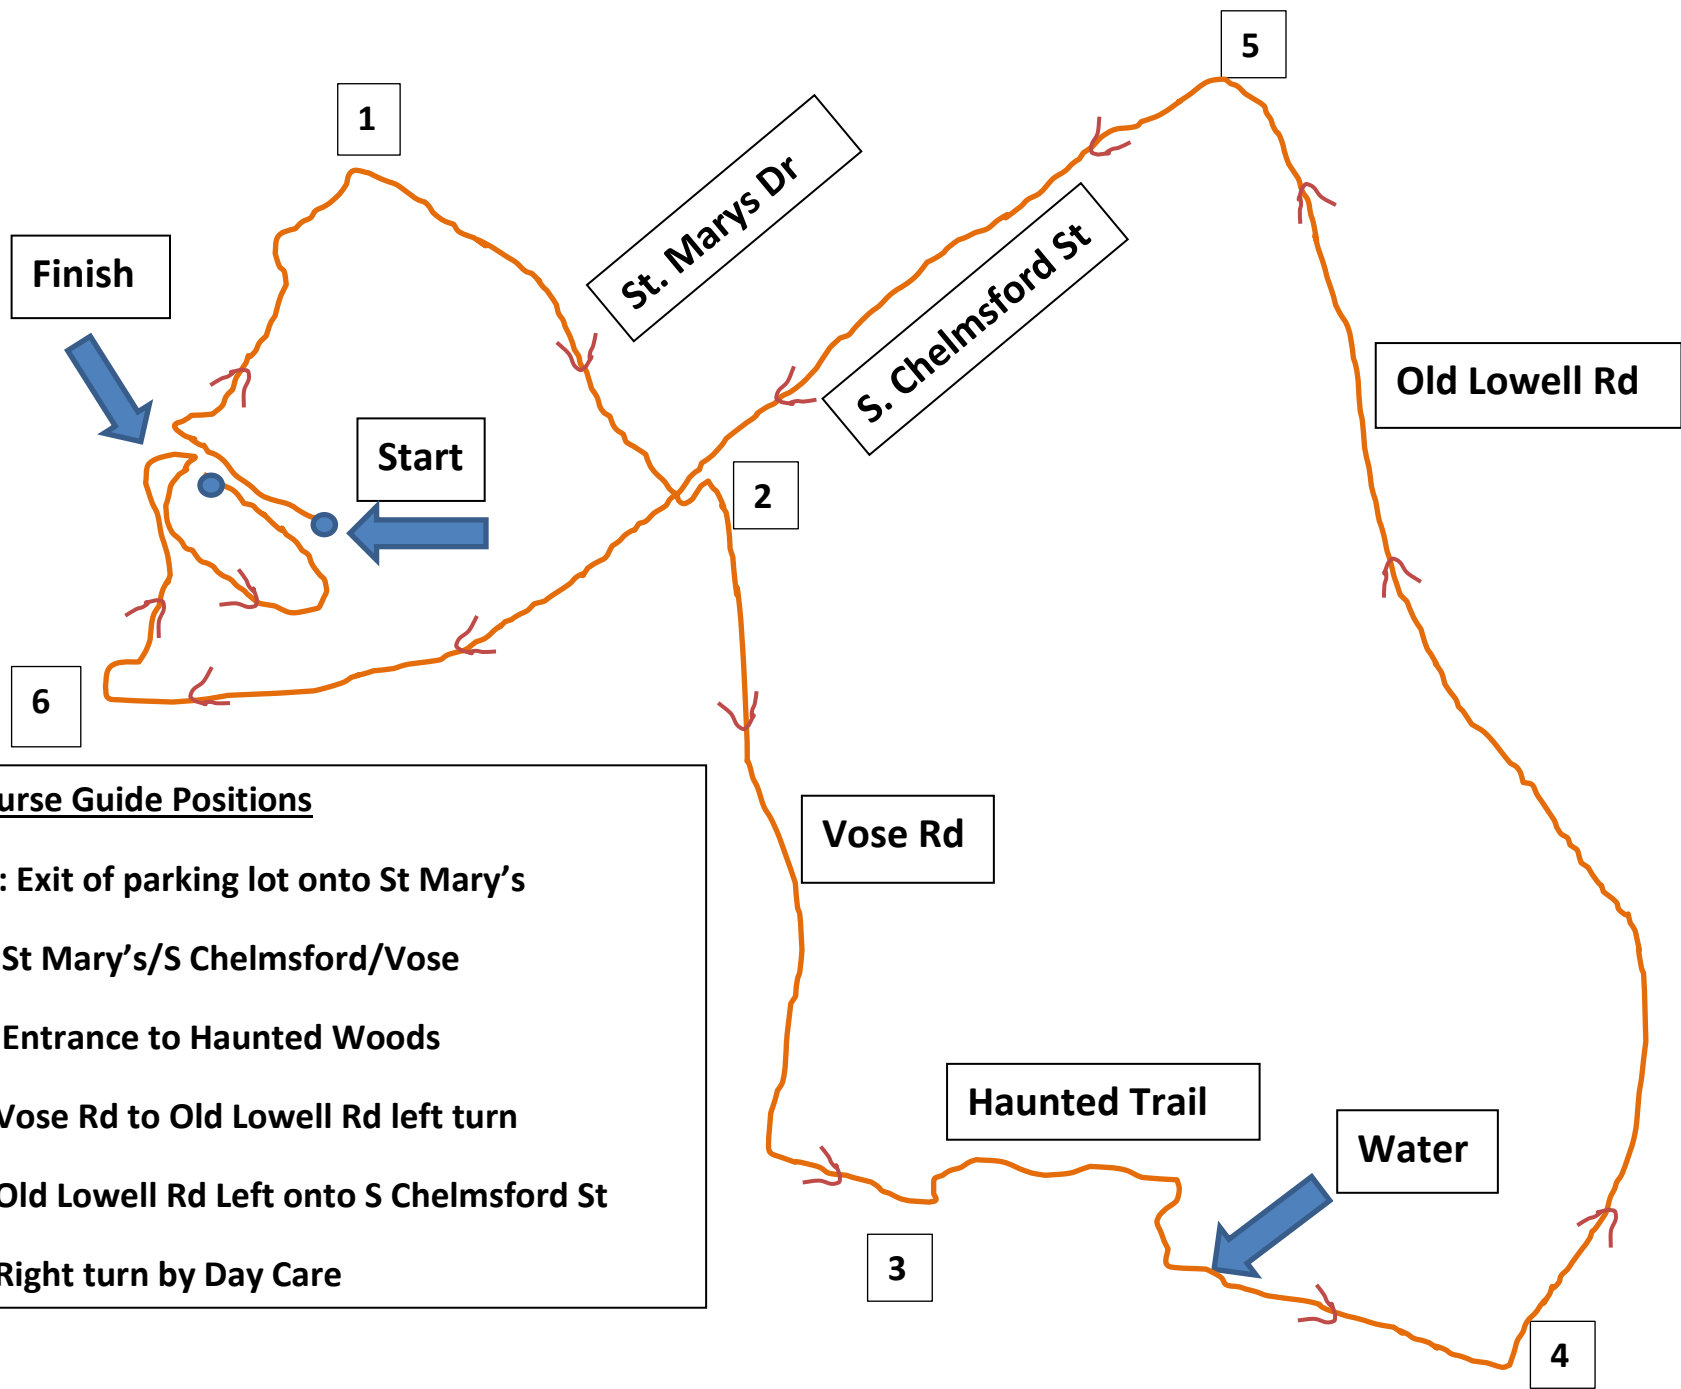 5
1
St. Marys Dr
S. Chelmsford St
Finish
Old Lowell Rd
Start
2
6
urse Guide Positions
: Exit of parking lot onto St Mary's
St Mary's/S Chelmsford/Vose
Entrance to Haunted Woods
Vose Rd to Old Lowell Rd left turn
Old Lowell Rd Left onto S Chelmsford St
Right turn by Day Care
Vose Rd
Haunted Trail
Water
3
4